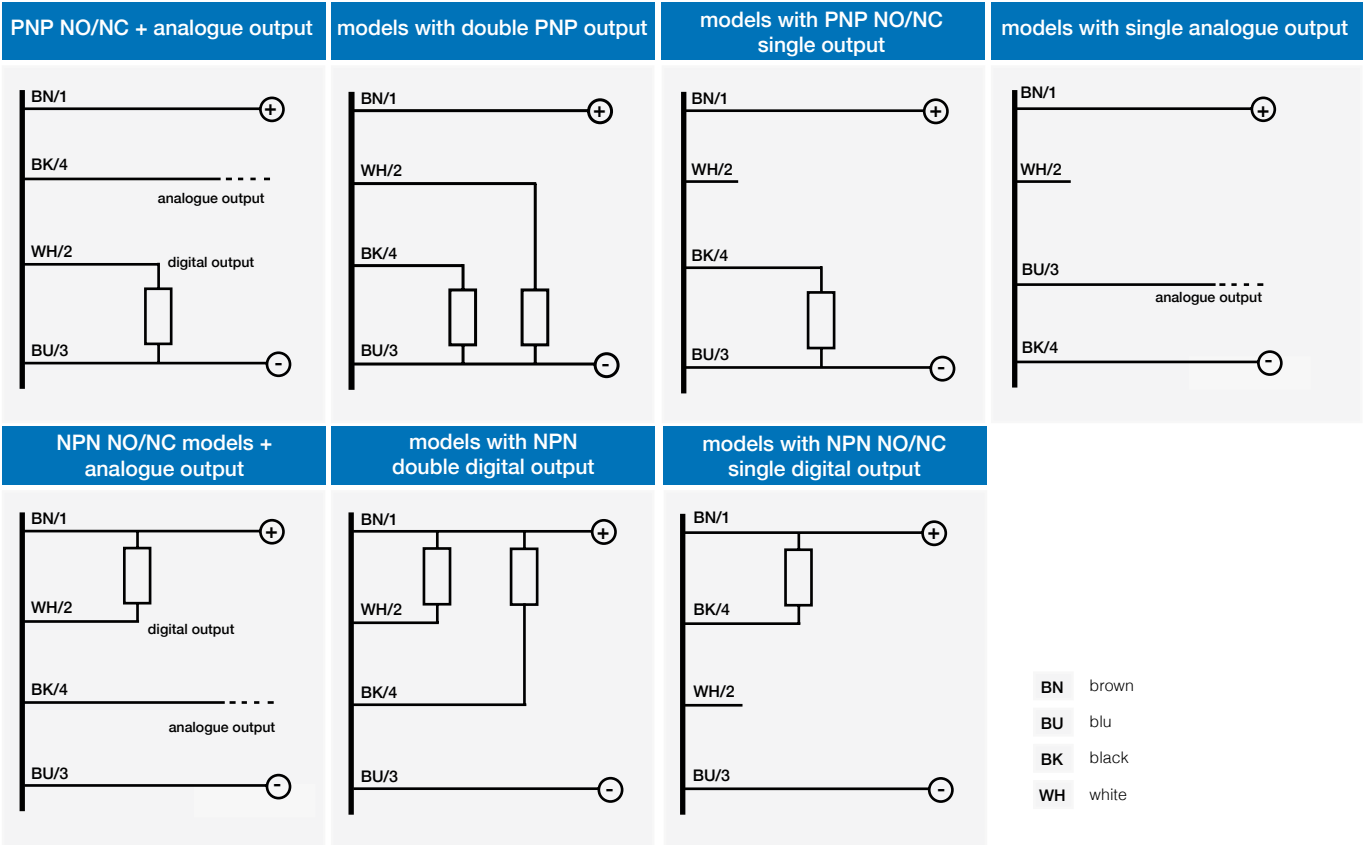 PNP NO/NC + analogue output
BN/1
+
BK/4
analogue output
WH/2
digital output
BU/3
-
models with double PNP output
BN/1
+
WH/2
BK/4
BU/3
-
models with PNP NO/NC
single output
BN/1
+
WH/2
BK/4
BU/3
-
models with single analogue output
BN/1
+
WH/2
BU/3
analogue output
BK/4
-
NPN NO/NC models +
analogue output
BN/1
+
WH/2
digital output
BK/4
analogue output
BU/3
-
models with NPN
double digital output
BN/1
+
WH/2
BK/4
BU/3
-
models with NPN NO/NC
single digital output
BN/1
+
BK/4
WH/2
BU/3
-
BN brown
BU blu
BK black
WH white